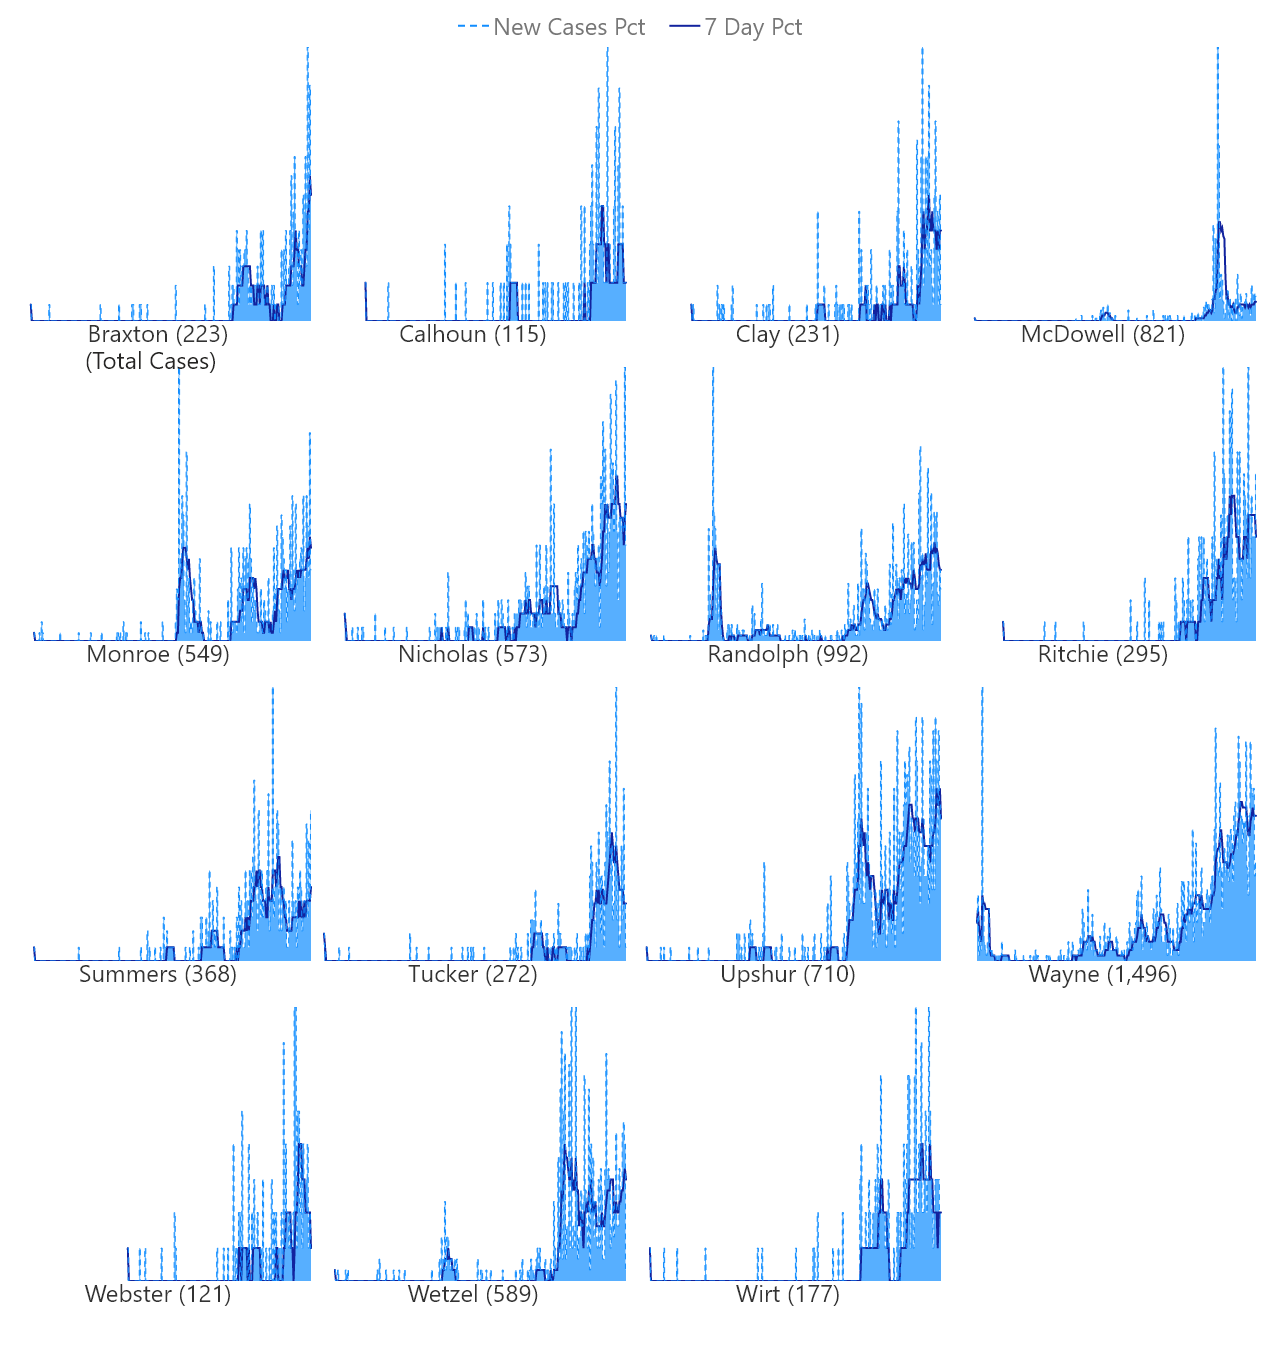 New Cases Pct 7 Day Pct
Braxton (223) Calhoun (115) Clay (231) McDowell (821)
(Total Cases)
Monroe (549) Nicholas (573) Randolph (992) Ritchie (295)
Summers (368) Tucker (272) Upshur (710) Wayne (1,496)
Webster (121) Wetzel (589) Wirt (177)